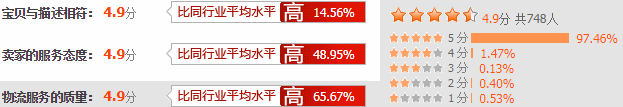 宝贝与描述相符： 4.9分 比同行业平均水平 高 14.56%
卖家的服务态度： 4.9分 比同行业平均水平 高 48.95%
物流服务的质量： 4.9分 比同行业平均水平 高 65.67%
4.9分 共748人
5分 97.46%
4分 1.47%
3分 0.13%
2分 0.40%
1分 0.53%